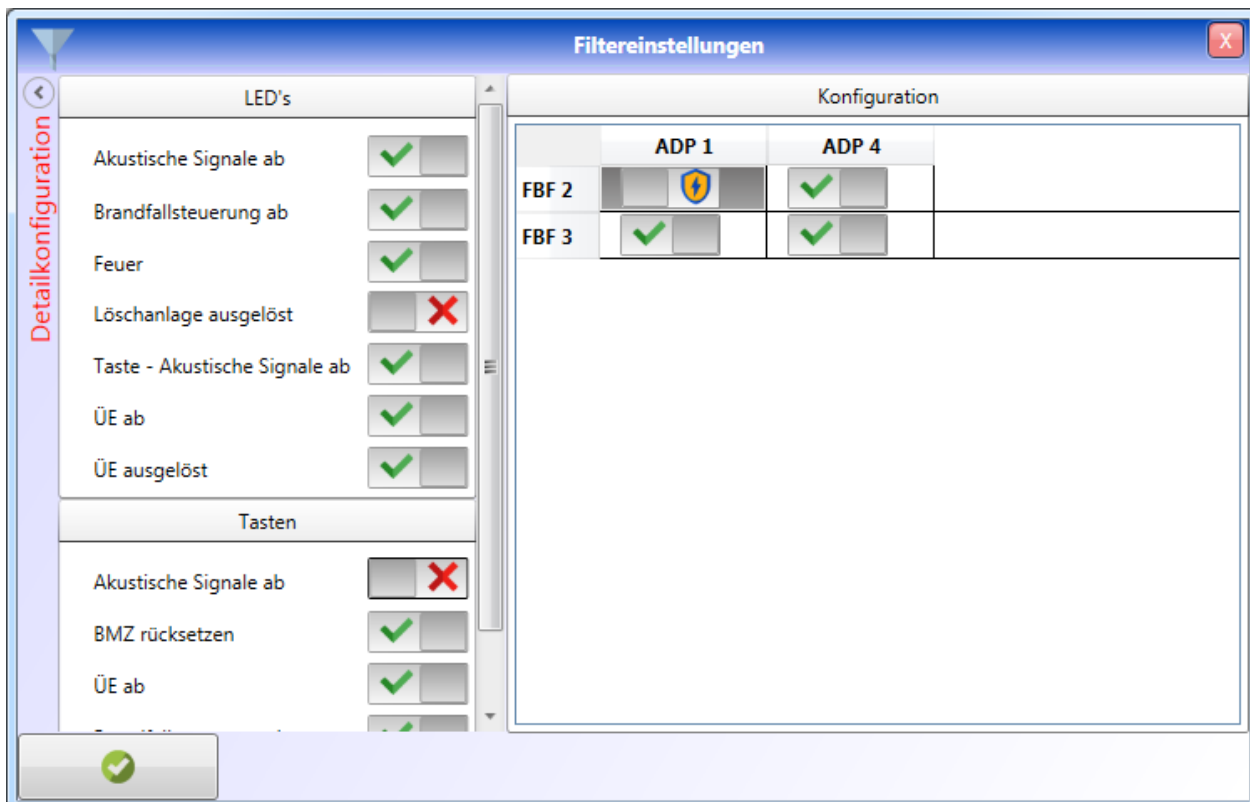 Filtereinstellungen
X
Detailkonfiguration
LED's
Akustische Signale ab
Brandfallsteuerung ab
Feuer
Löschanlage ausgelöst
Taste - Akustische Signale ab
ÜE ab
ÜE ausgelöst
Tasten
Akustische Signale ab
BMZ rücksetzen
ÜE ab
Konfiguration
ADP 1 ADP 4
FBF 2
FBF 3